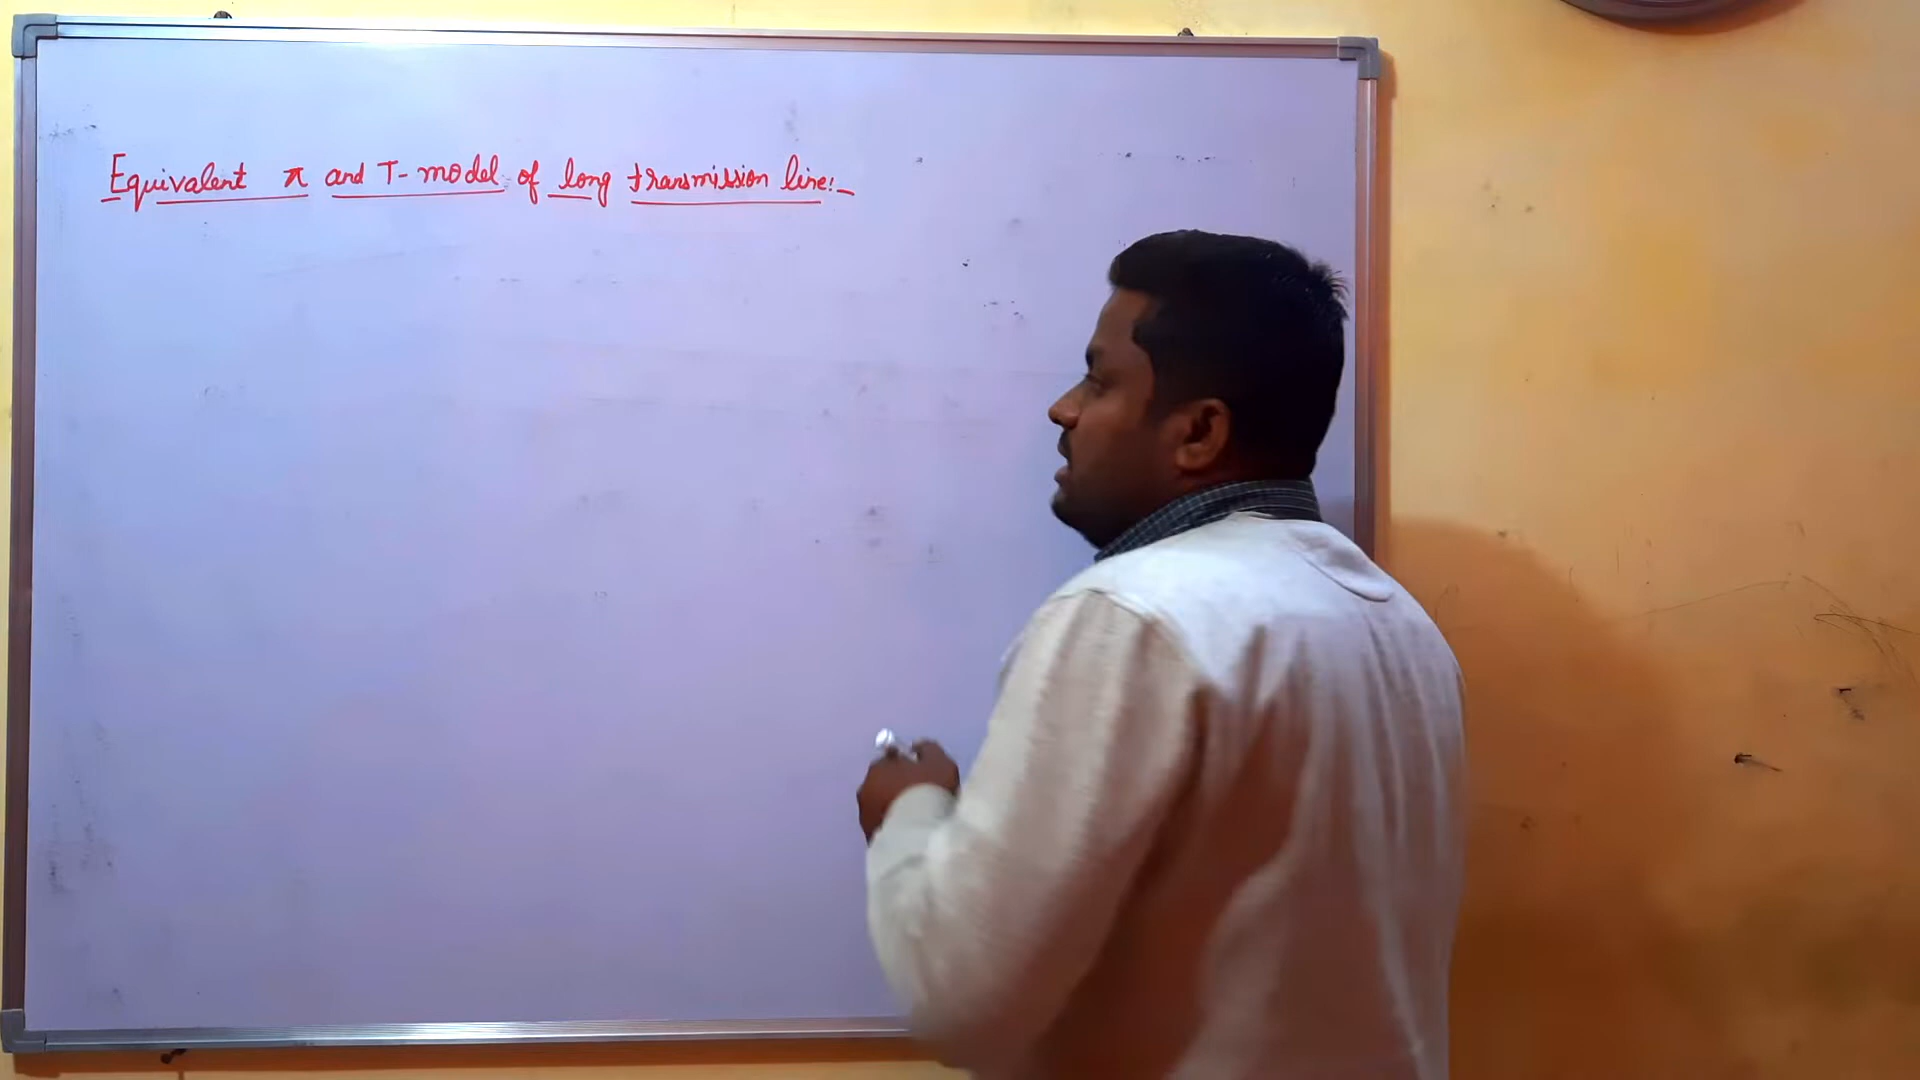 Equivalent π and T-model of long transmission line:-